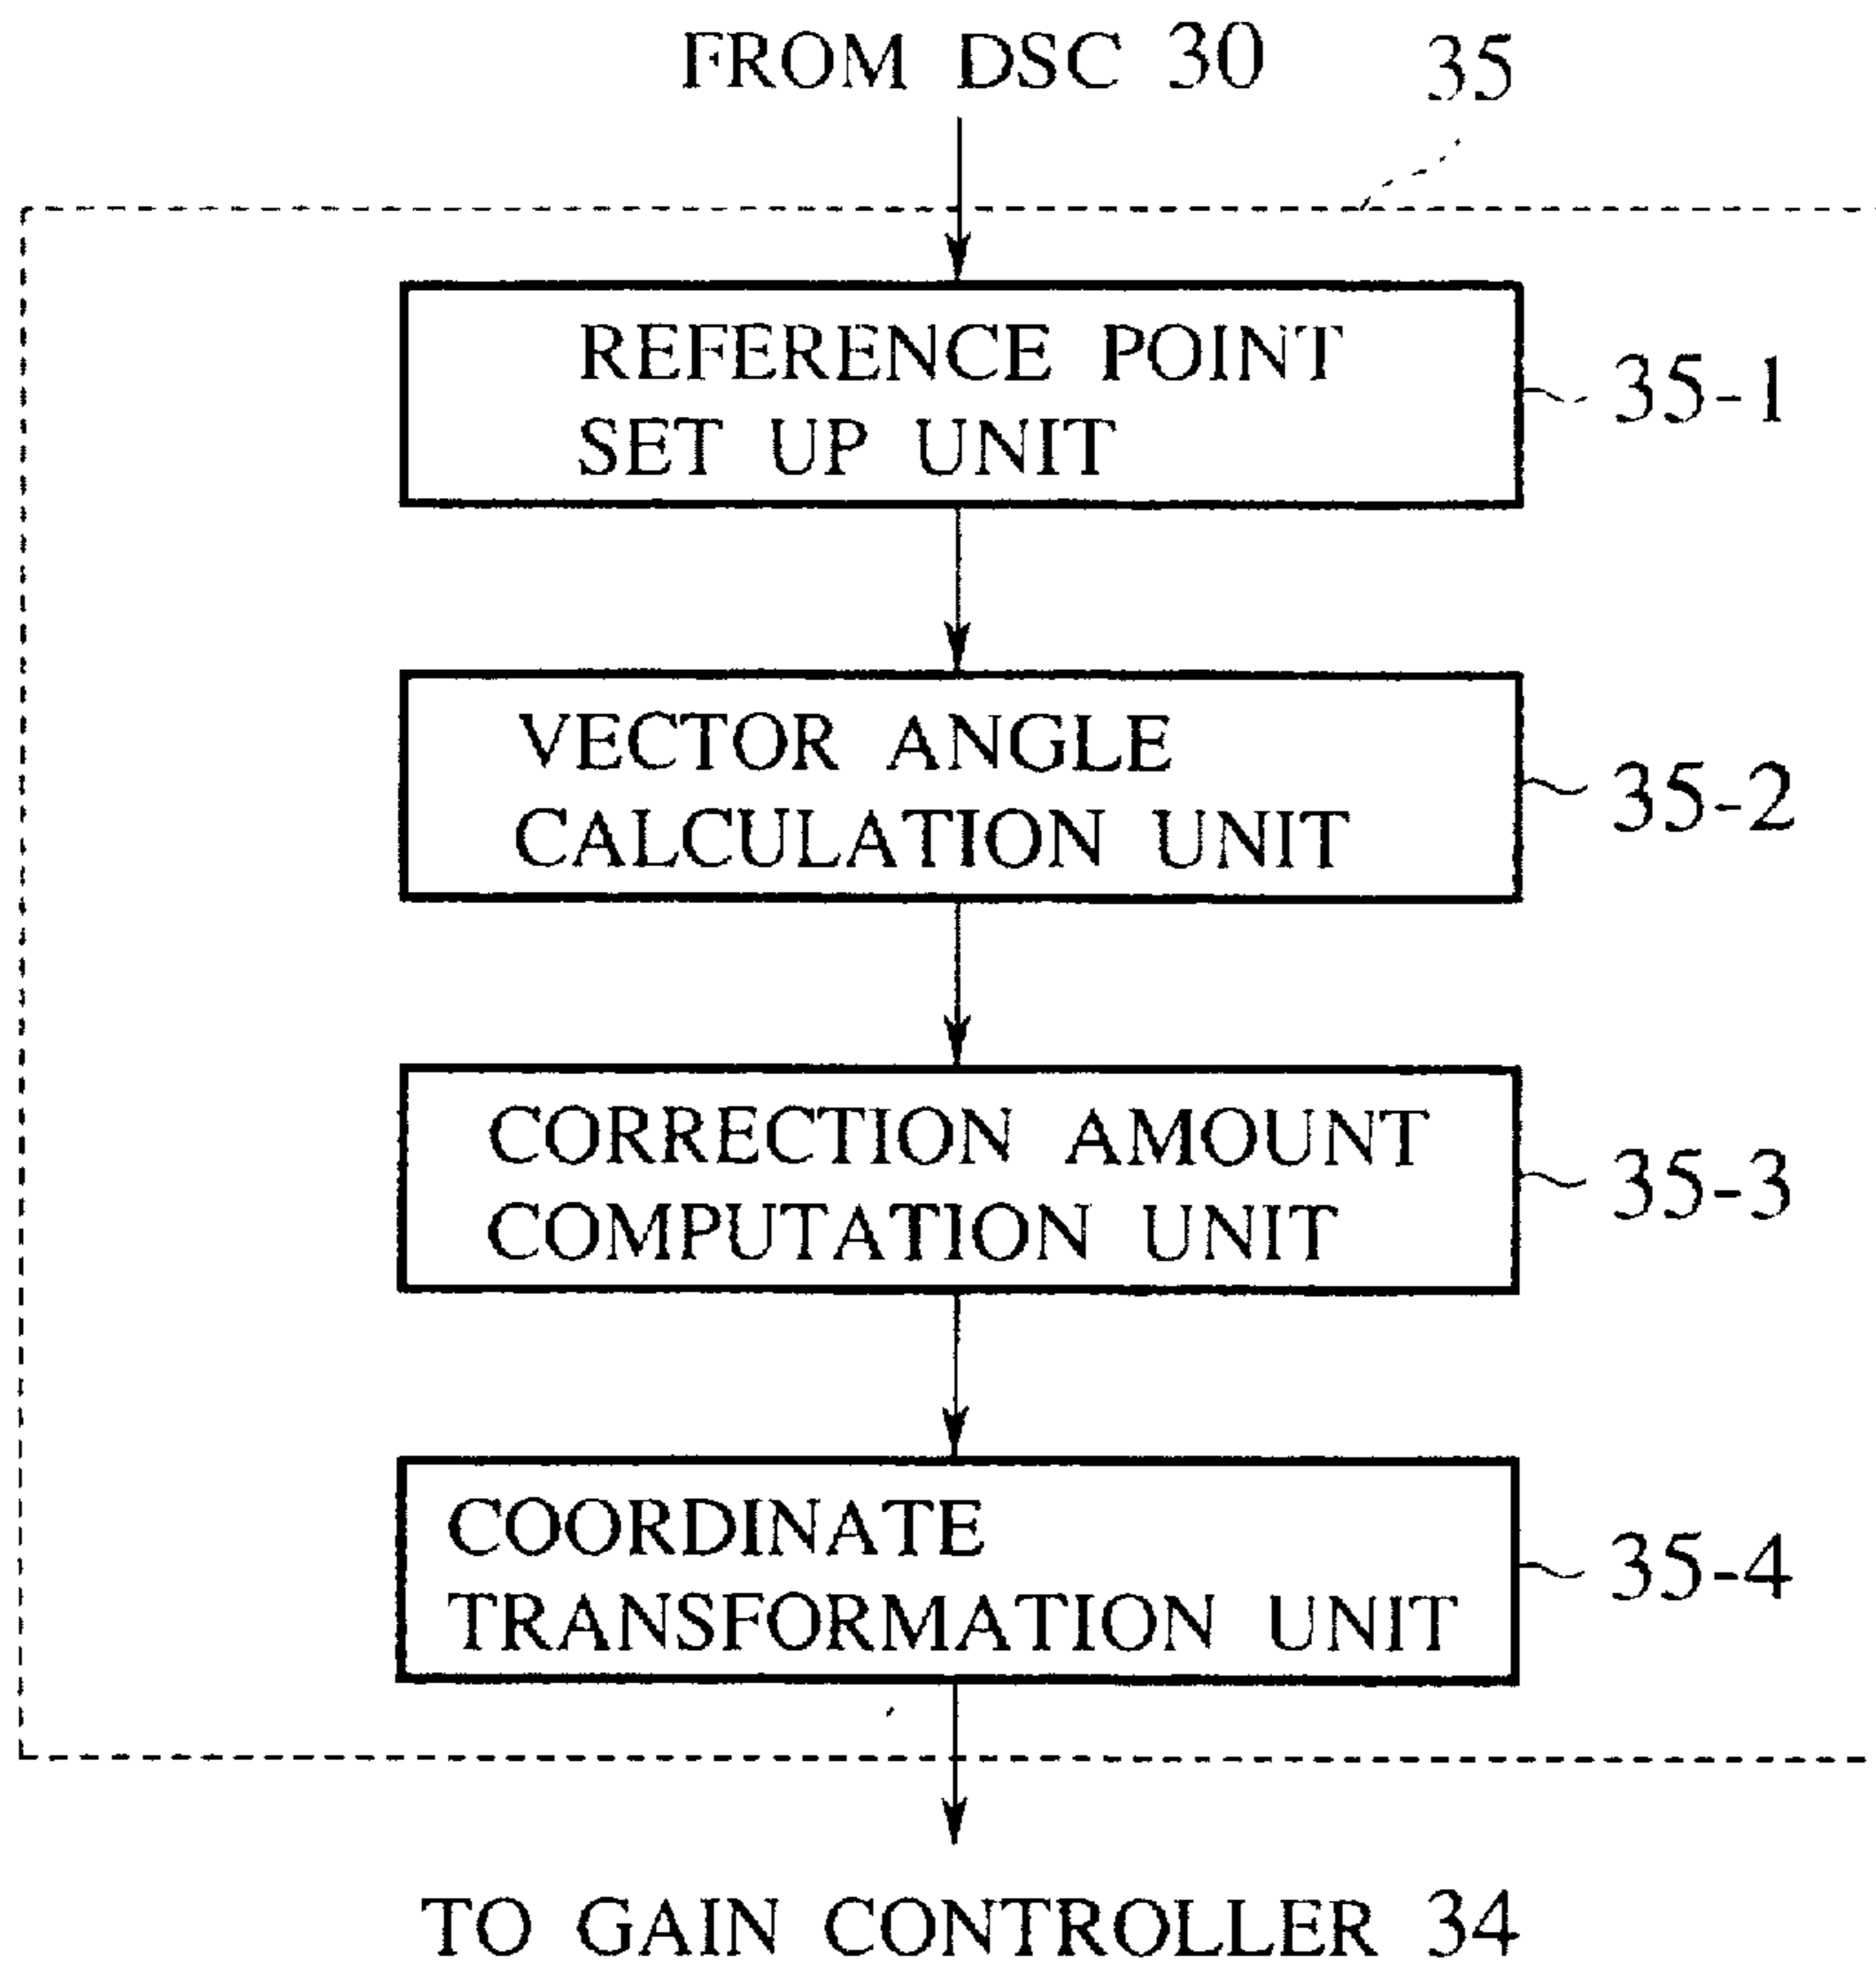 FROM DSC 30
35
REFERENCE POINT
SET UP UNIT
35-1
VECTOR ANGLE
CALCULATION UNIT
35-2
CORRECTION AMOUNT
COMPUTATION UNIT
35-3
COORDINATE
TRANSFORMATION UNIT
35-4
TO GAIN CONTROLLER 34